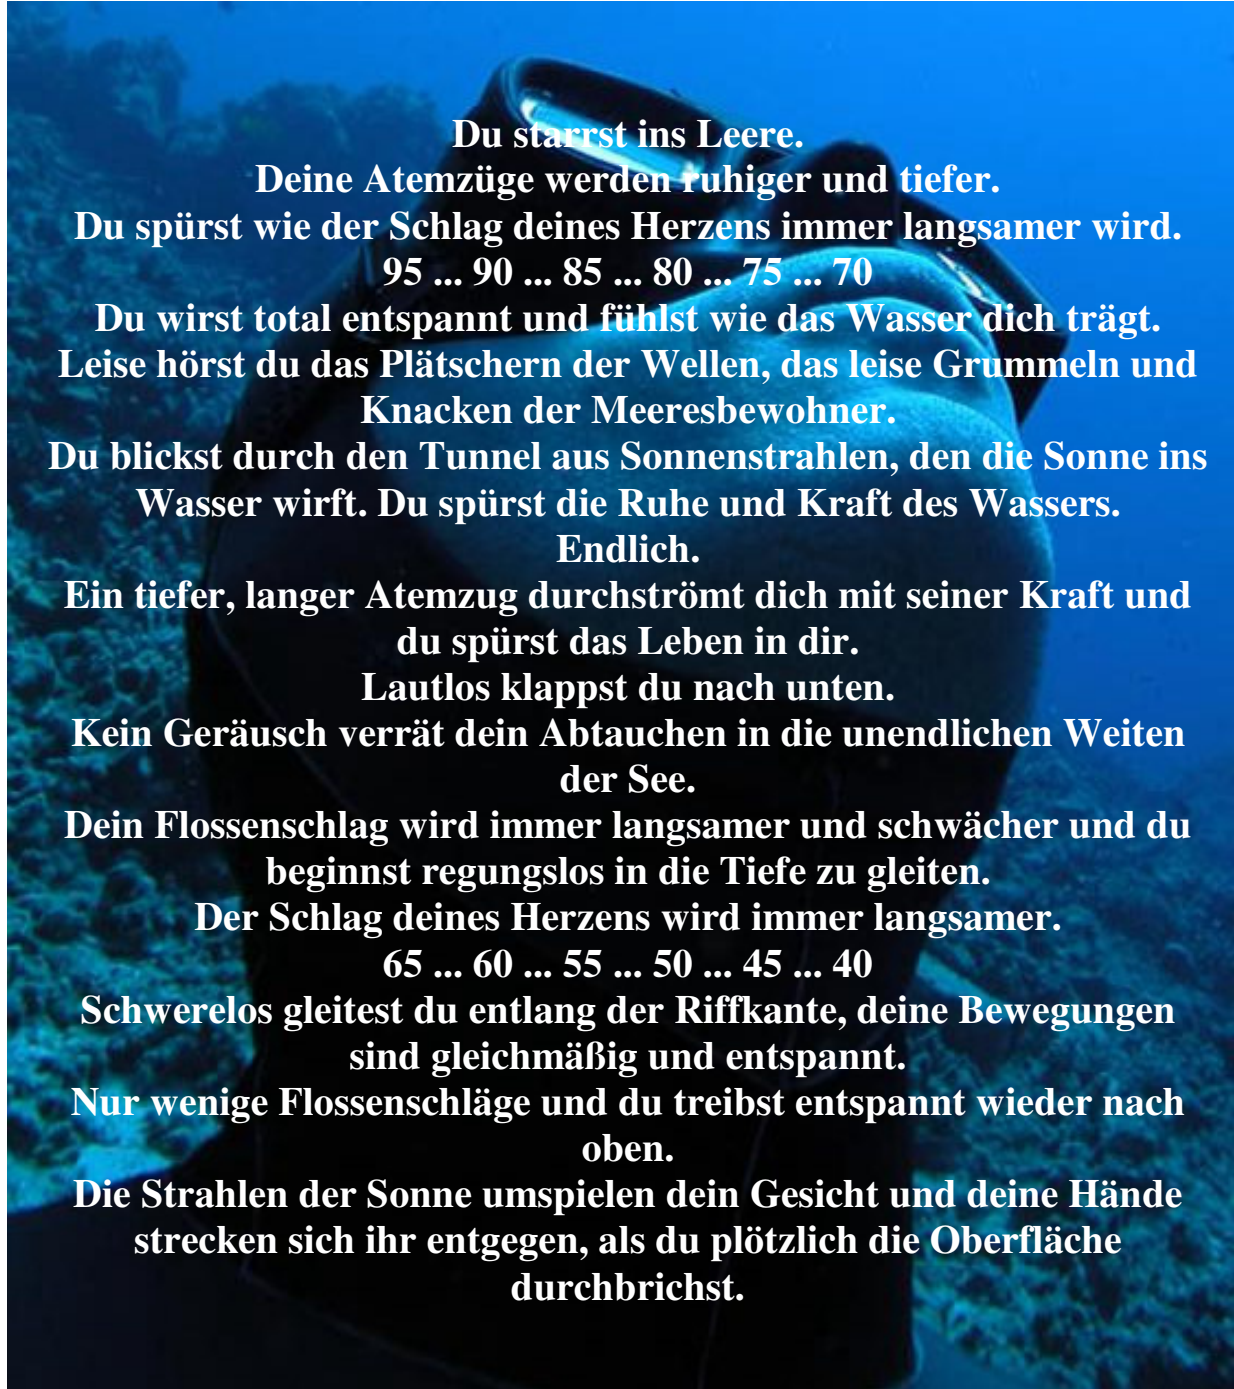 Du starrst ins Leere.
Deine Atemzüge werden ruhiger und tiefer.
Du spürst wie der Schlag deines Herzens immer langsamer wird.
95 ... 90 ... 85 ... 80 ... 75 ... 70
Du wirst total entspannt und fühlst wie das Wasser dich trägt.
Leise hörst du das Plätschern der Wellen, das leise Grummeln und
Knacken der Meeresbewohner.
Du blickst durch den Tunnel aus Sonnenstrahlen, den die Sonne ins
Wasser wirft. Du spürst die Ruhe und Kraft des Wassers.
Endlich.
Ein tiefer, langer Atemzug durchströmt dich mit seiner Kraft und
du spürst das Leben in dir.
Lautlos klappst du nach unten.
Kein Geräusch verrät dein Abtauchen in die unendlichen Weiten
der See.
Dein Flossenschlag wird immer langsamer und schwächer und du
beginnst regungslos in die Tiefe zu gleiten.
Der Schlag deines Herzens wird immer langsamer.
65 ... 60 ... 55 ... 50 ... 45 ... 40
Schwerelos gleitest du entlang der Riffkante, deine Bewegungen
sind gleichmäßig und entspannt.
Nur wenige Flossenschläge und du treibst entspannt wieder nach
oben.
Die Strahlen der Sonne umspielen dein Gesicht und deine Hände
strecken sich ihr entgegen, als du plötzlich die Oberfläche
durchbrichst.